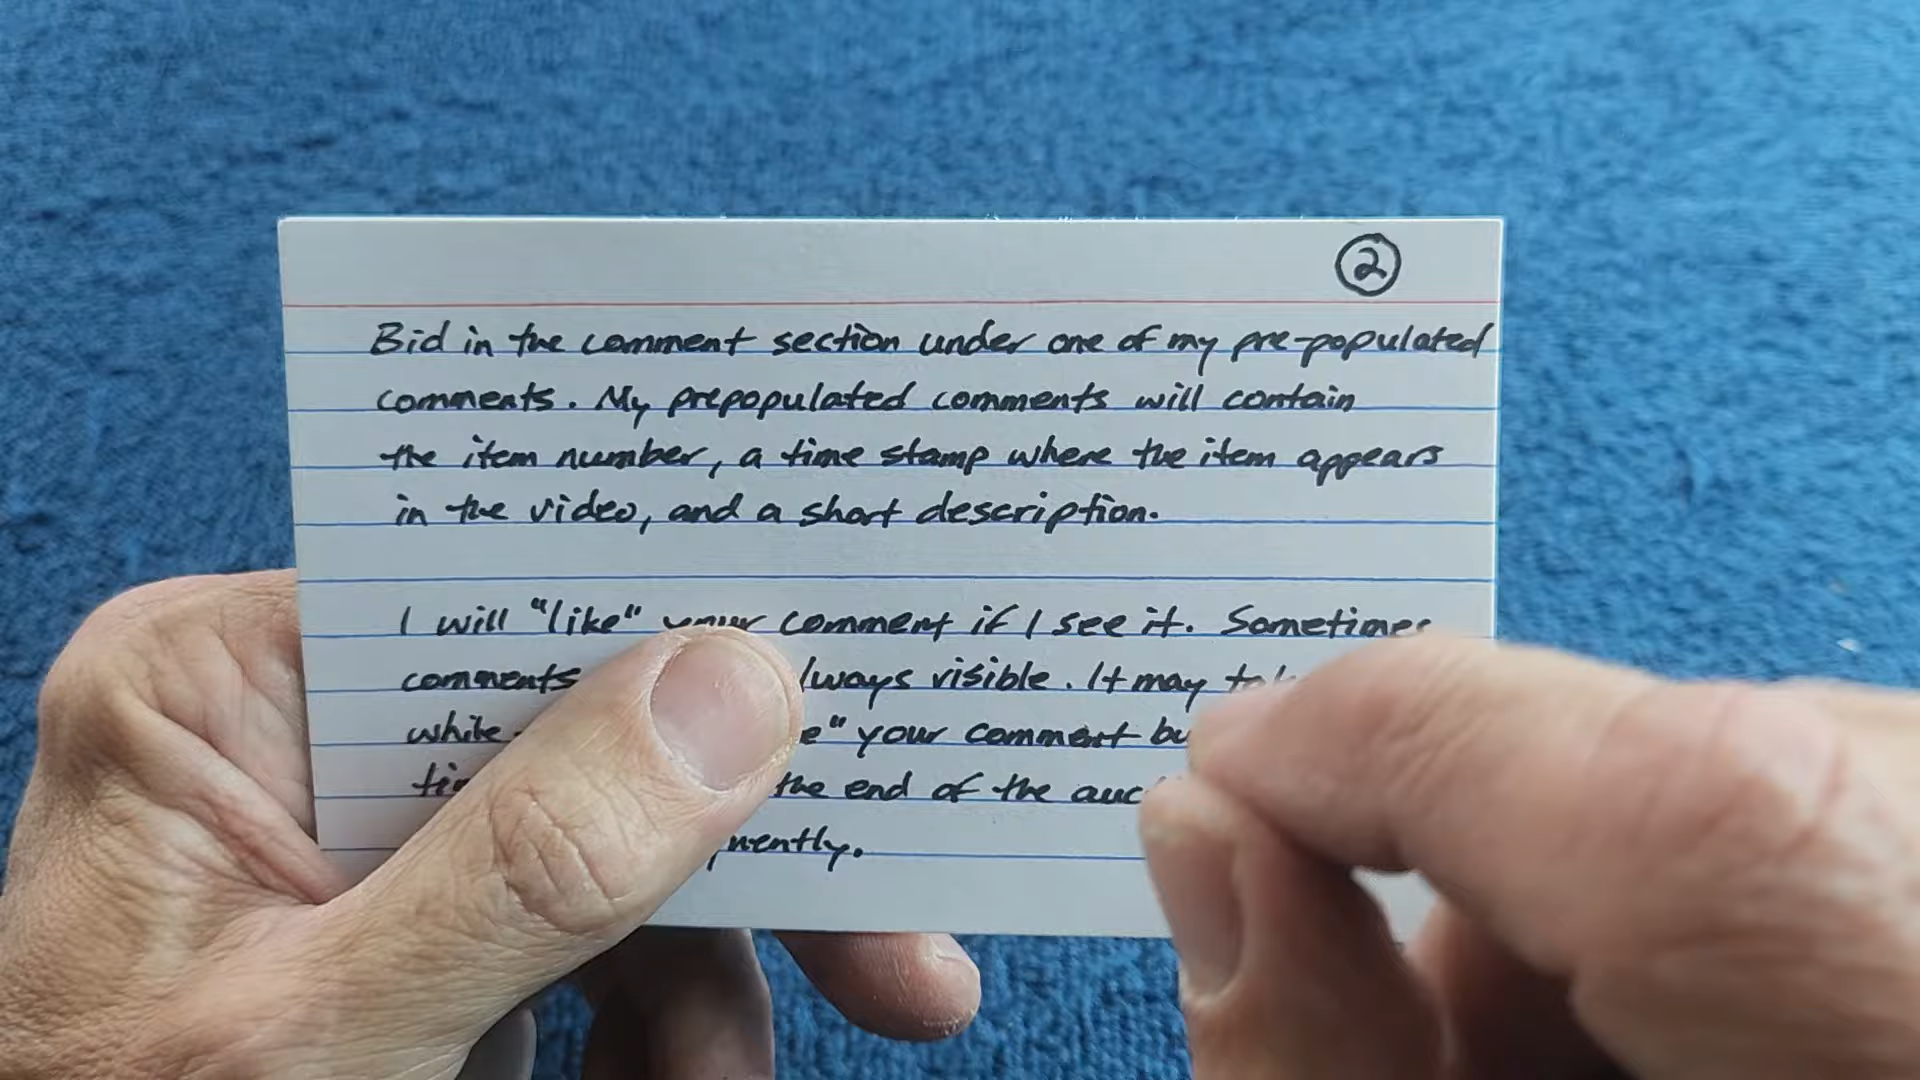 2
Bid in the comment section under one of my pre-populated
comments. My prepopulated comments will contain
the item number, a time stamp where the item appears
in the video, and a short description.
I will "like" your comment if I see it. Sometimes
comments lways visible. It may
while e" your comment
the end of the